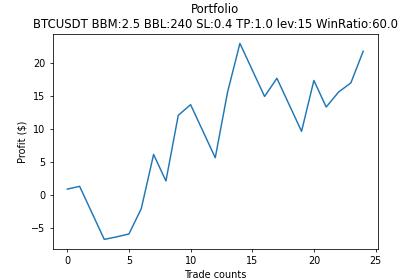 Portfolio
BTCUSDT BBM:2.5 BBL:240 SL:0.4 TP:1.0 lev:15 WinRatio:60.0
20
15
10
5
0
−5
Profit ($)
0 5 10 15 20 25
Trade counts